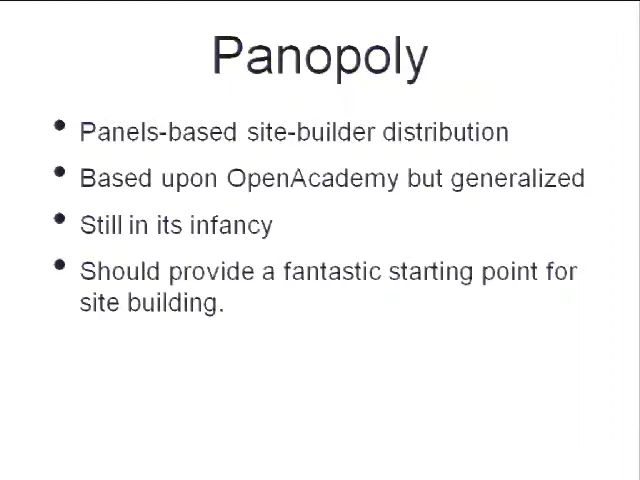 Panopoly
• Panels-based site-builder distribution
• Based upon OpenAcademy but generalized
• Still in its infancy
• Should provide a fantastic starting point for
site building.